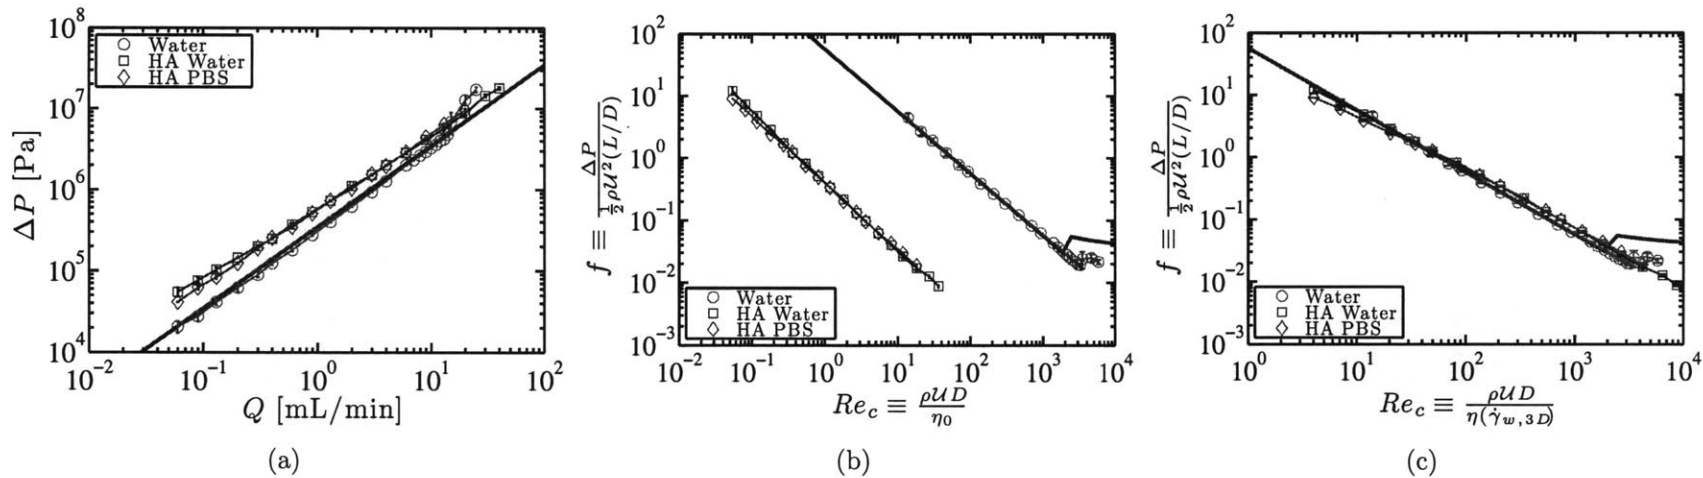 10^8
10^7
10^6
10^5
10^4
ΔP [Pa]
Water
HA Water
HA PBS
10^-2 10^-1 10^0 10^1 10^2
Q [mL/min]
(a)
10^2
10^1
10^0
10^-1
10^-2
10^-3
f ≡ ΔP / ½ρU²(L/D)
Water
HA Water
HA PBS
10^-2 10^-1 10^0 10^1 10^2 10^3 10^4
Re_c ≡ ρUD / η_0
(b)
10^2
10^1
10^0
10^-1
10^-2
10^-3
f ≡ ΔP / ½ρU²(L/D)
Water
HA Water
HA PBS
10^0 10^1 10^2 10^3 10^4
Re_c ≡ ρUD / η(γ̇_w,3D)
(c)